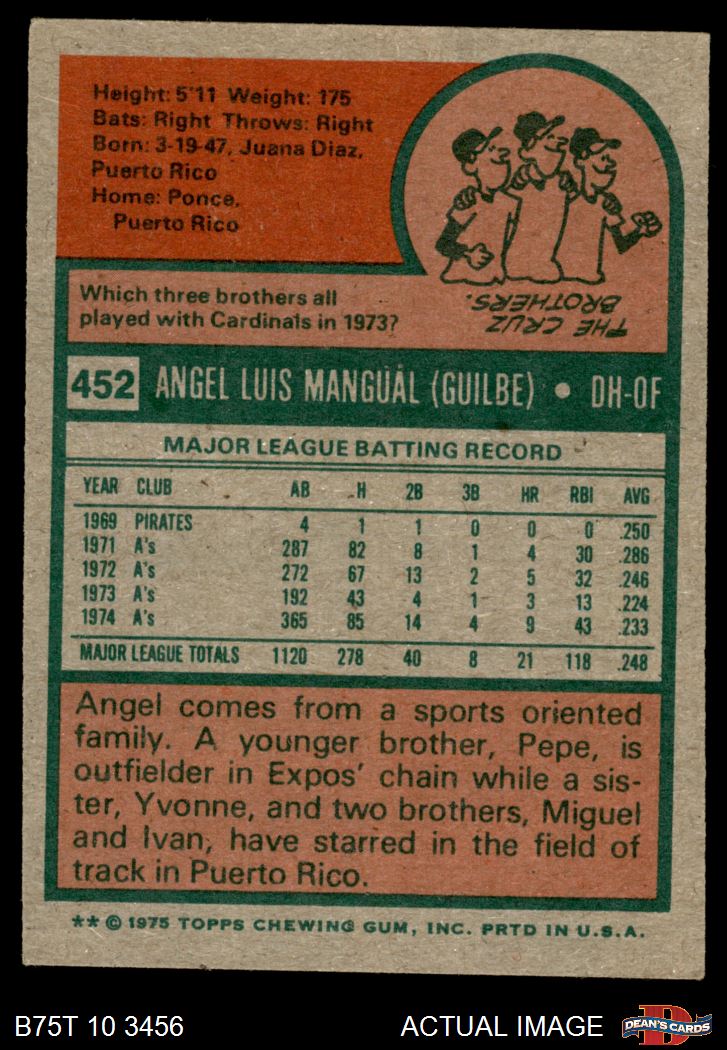 Height: 5'11 Weight: 175
Bats: Right Throws: Right
Born: 3-19-47, Juana Diaz,
Puerto Rico
Home: Ponce,
Puerto Rico
Which three brothers all
played with Cardinals in 1973?
THE CRUZ
BROTHERS.
452 ANGEL LUIS MANGUAL (GUILBE) • DH-OF
MAJOR LEAGUE BATTING RECORD
YEAR CLUB AB H 2B 3B HR RBI AVG
1969 PIRATES 4 1 1 0 0 0 .250
1971 A's 287 82 8 1 4 30 .286
1972 A's 272 67 13 2 5 32 .246
1973 A's 192 43 4 1 3 13 .224
1974 A's 365 85 14 4 9 43 .233
MAJOR LEAGUE TOTALS 1120 278 40 8 21 118 .248
Angel comes from a sports oriented
family. A younger brother, Pepe, is
outfielder in Expos' chain while a sis-
ter, Yvonne, and two brothers, Miguel
and Ivan, have starred in the field of
track in Puerto Rico.
** © 1975 TOPPS CHEWING GUM, INC. PRTD IN U.S.A.
B75T 10 3456 ACTUAL IMAGE
D
DEAN'S CARDS